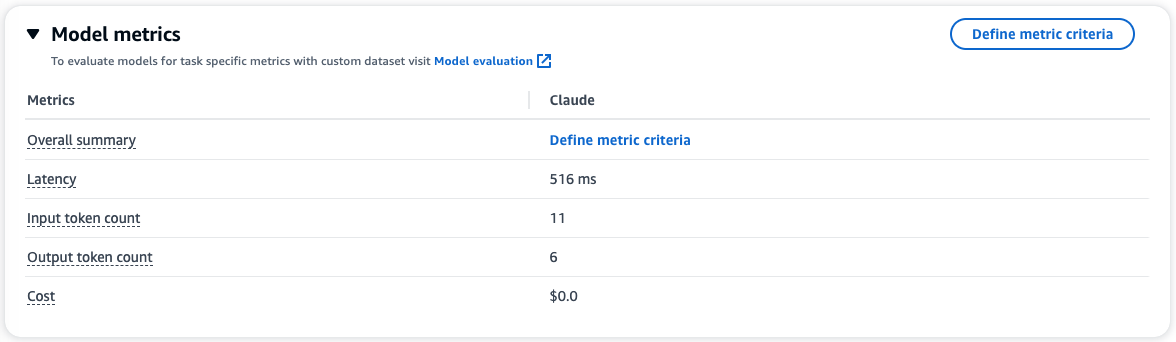 Model metrics
Define metric criteria
To evaluate models for task specific metrics with custom dataset visit Model evaluation
Metrics
Claude
Overall summary
Define metric criteria
Latency
516 ms
Input token count
11
Output token count
6
Cost
$0.0